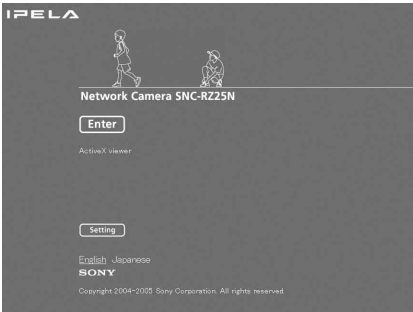 IPELA
Network Camera SNC-RZ25N
Enter
ActiveX viewer
Setting
English Japanese
SONY
Copyright 2004-2005 Sony Corporation. All rights reserved.